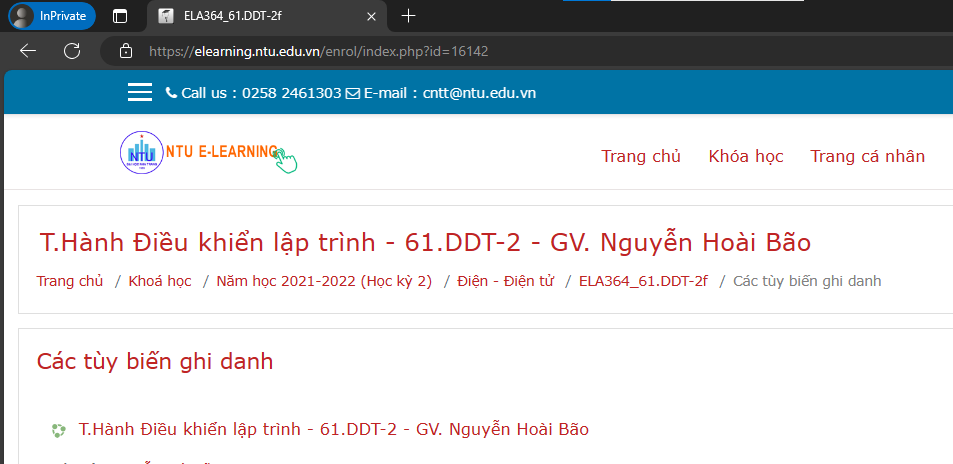 InPrivate
ELA364_61.DDT-2f
https://elearning.ntu.edu.vn/enrol/index.php?id=16142
Call us : 0258 2461303 E-mail : cntt@ntu.edu.vn
NTU
NTU E-LEARNING
Trang chủ Khóa học Trang cá nhân
T.Hành Điều khiển lập trình - 61.DDT-2 - GV. Nguyễn Hoài Bão
Trang chủ / Khoá học / Năm học 2021-2022 (Học kỳ 2) / Điện - Điện tử / ELA364_61.DDT-2f / Các tùy biến ghi danh
Các tùy biến ghi danh
T.Hành Điều khiển lập trình - 61.DDT-2 - GV. Nguyễn Hoài Bão